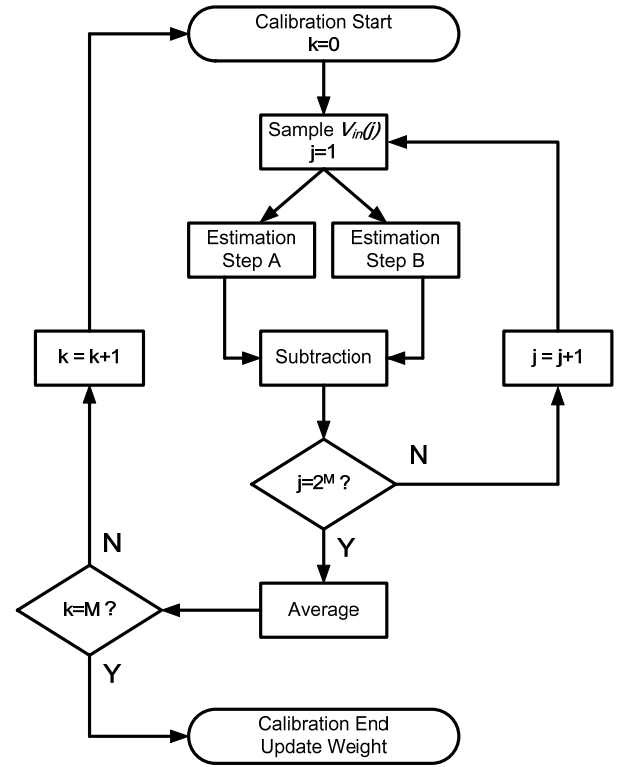 Calibration Start
k=0
Sample Vin(j)
j=1
Estimation
Step A
Estimation
Step B
k = k+1
Subtraction
j = j+1
j=2ᴹ ?
N
Y
N
k=M ?
Average
Y
Calibration End
Update Weight